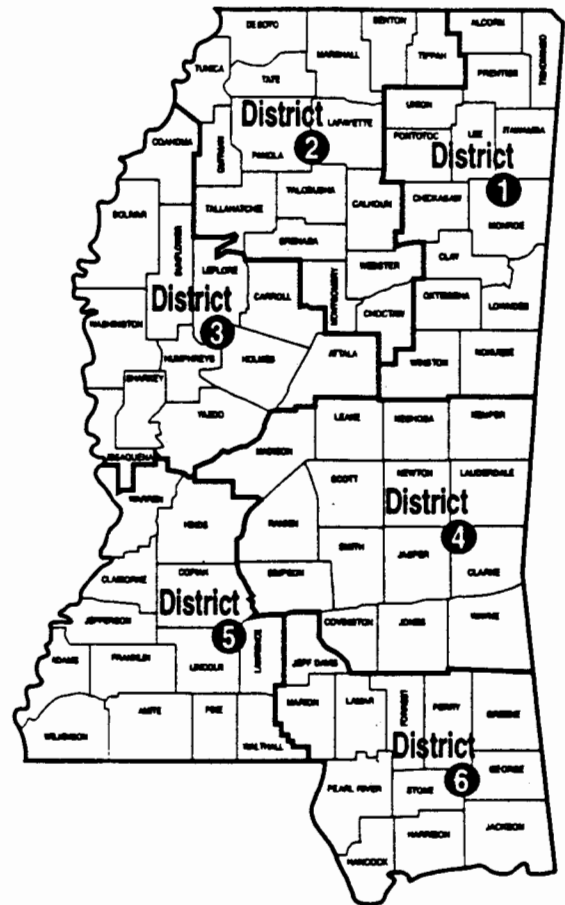 DE SOTO
BENTON
ALCORN
TISHOMINGO
TIPPAH
MARSHALL
PRENTISS
TUNICA
TATE
UNION
LAFAYETTE
District
2
PANOLA
COAHOMA
QUITMAN
PONTOTOC
LEE
ITAWAMBA
District
1
TALLAHATCHIE
YALOBUSHA
CALHOUN
CHICKASAW
MONROE
BOLIVAR
SUNFLOWER
GRENADA
CLAY
WEBSTER
LEFLORE
CARROLL
MONTGOMERY
OKTIBBEHA
LOWNDES
CHOCTAW
District
3
WASHINGTON
HUMPHREYS
HOLMES
ATTALA
WINSTON
NOXUBEE
SHARKEY
YAZOO
LEAKE
NESHOBA
KEMPER
ISSAQUENA
MADISON
SCOTT
NEWTON
LAUDERDALE
District
4
WARREN
HINDS
RANKIN
SMITH
JASPER
CLARKE
CLAIBORNE
COPIAH
SIMPSON
District
5
JEFFERSON
COVINGTON
JONES
WAYNE
ADAMS
FRANKLIN
LINCOLN
LAWRENCE
JEFF DAVIS
MARION
LAMAR
FORREST
PERRY
GREENE
WILKINSON
AMITE
PIKE
WALTHALL
District
6
PEARL RIVER
STONE
GEORGE
HARRISON
JACKSON
HANCOCK